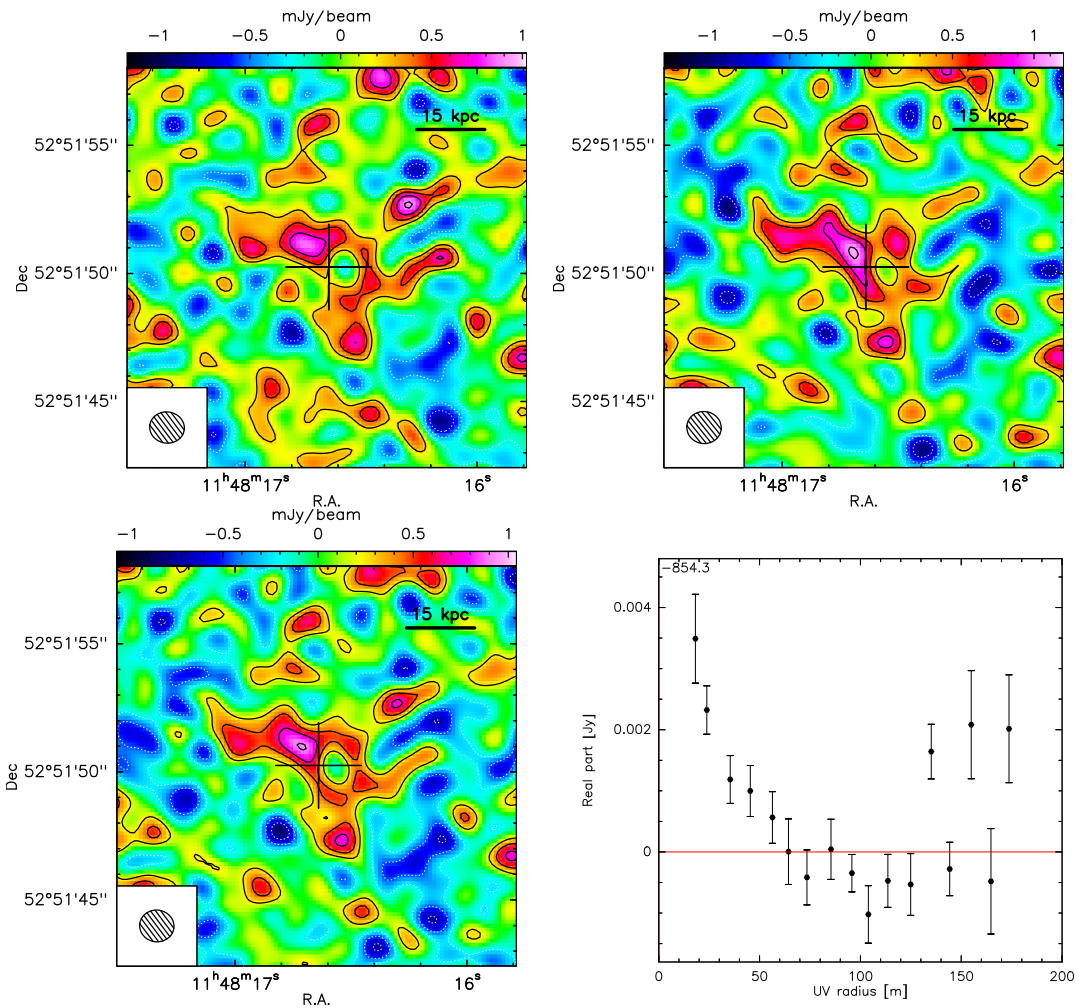 mJy/beam
−1 −0.5 0 0.5 1
15 kpc
52°51'55''
52°51'50''
52°51'45''
Dec
11ʰ48ᵐ17ˢ 16ˢ
R.A.
mJy/beam
−1 −0.5 0 0.5 1
15 kpc
52°51'55''
52°51'50''
52°51'45''
Dec
11ʰ48ᵐ17ˢ 16ˢ
R.A.
mJy/beam
−1 −0.5 0 0.5 1
15 kpc
52°51'55''
52°51'50''
52°51'45''
Dec
11ʰ48ᵐ17ˢ 16ˢ
R.A.
−854.3
0.004
0.002
0
Real part [Jy]
0 50 100 150 200
UV radius [m]